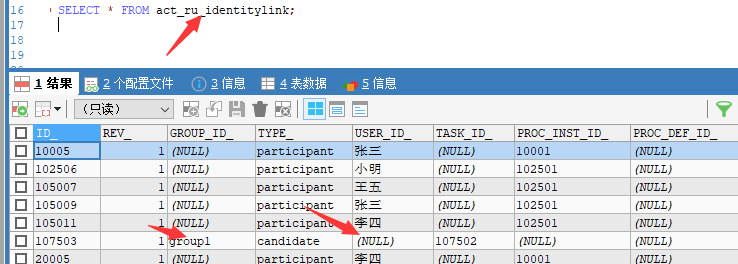 16 SELECT * FROM act_ru_identitylink;
17
18
19
1 结果 2 个配置文件 3 信息 4 表数据 5 信息
(只读)
ID_ REV_ GROUP_ID_ TYPE_ USER_ID_ TASK_ID_ PROC_INST_ID_ PROC_DEF_ID_
10005 1 (NULL) participant 张三 (NULL) 10001 (NULL)
102506 1 (NULL) participant 小明 (NULL) 102501 (NULL)
105007 1 (NULL) participant 王五 (NULL) 102501 (NULL)
105009 1 (NULL) participant 张三 (NULL) 102501 (NULL)
105011 1 (NULL) participant 李四 (NULL) 102501 (NULL)
107503 1 group1 candidate (NULL) 107502 (NULL) (NULL)
20005 1 (NULL) participant 李四 (NULL) 10001 (NULL)